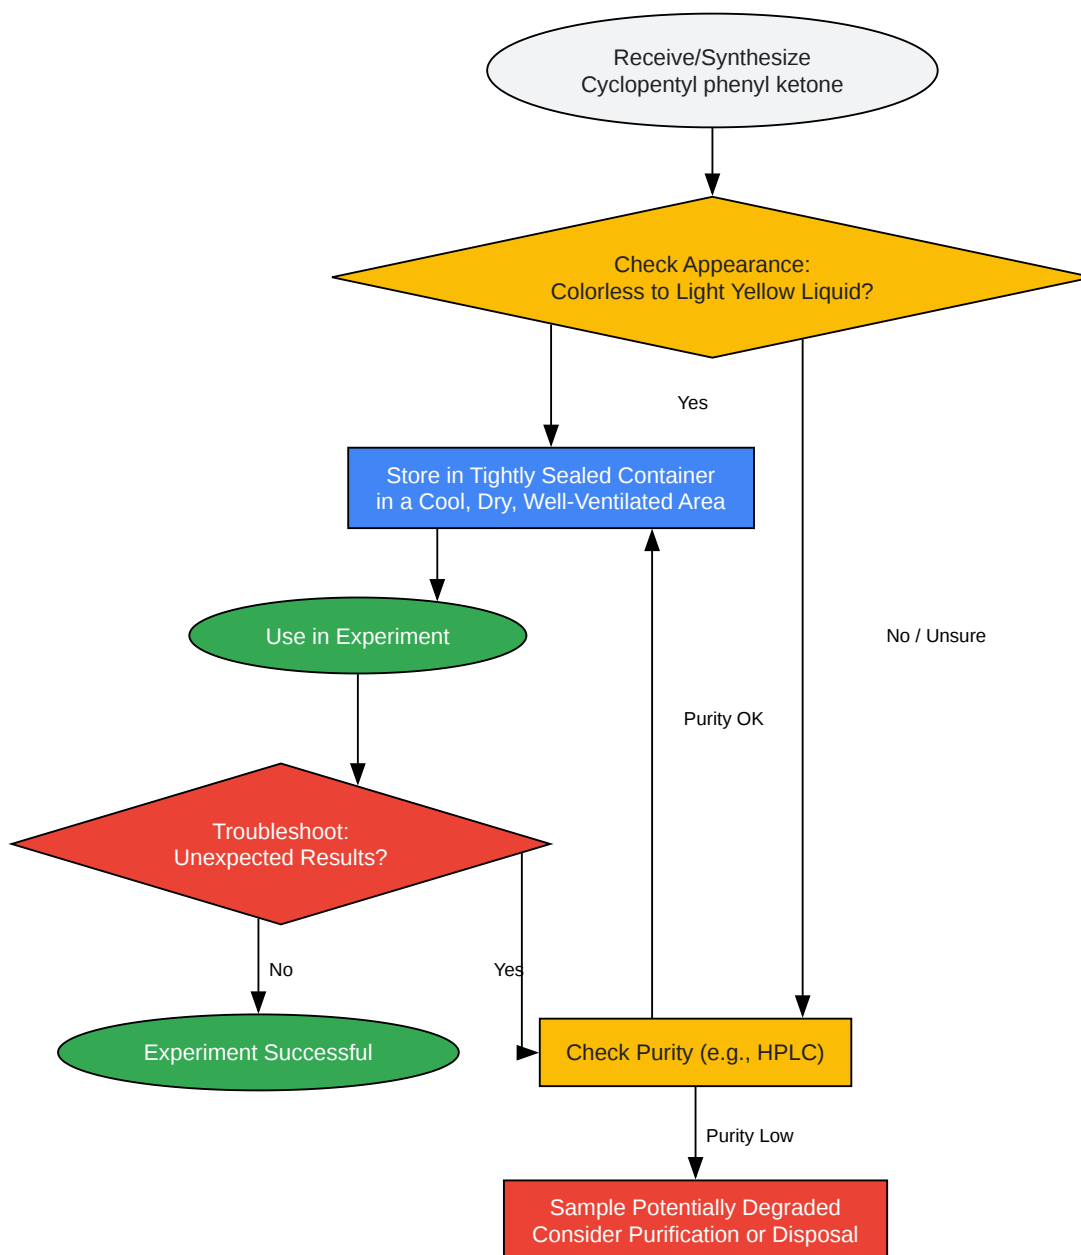 Receive/Synthesize
Cyclopentyl phenyl ketone
Check Appearance:
Colorless to Light Yellow Liquid?
Yes
Store in Tightly Sealed Container
in a Cool, Dry, Well-Ventilated Area
Use in Experiment
No / Unsure
Purity OK
Troubleshoot:
Unexpected Results?
No
Yes
Experiment Successful
Check Purity (e.g., HPLC)
Purity Low
Sample Potentially Degraded
Consider Purification or Disposal